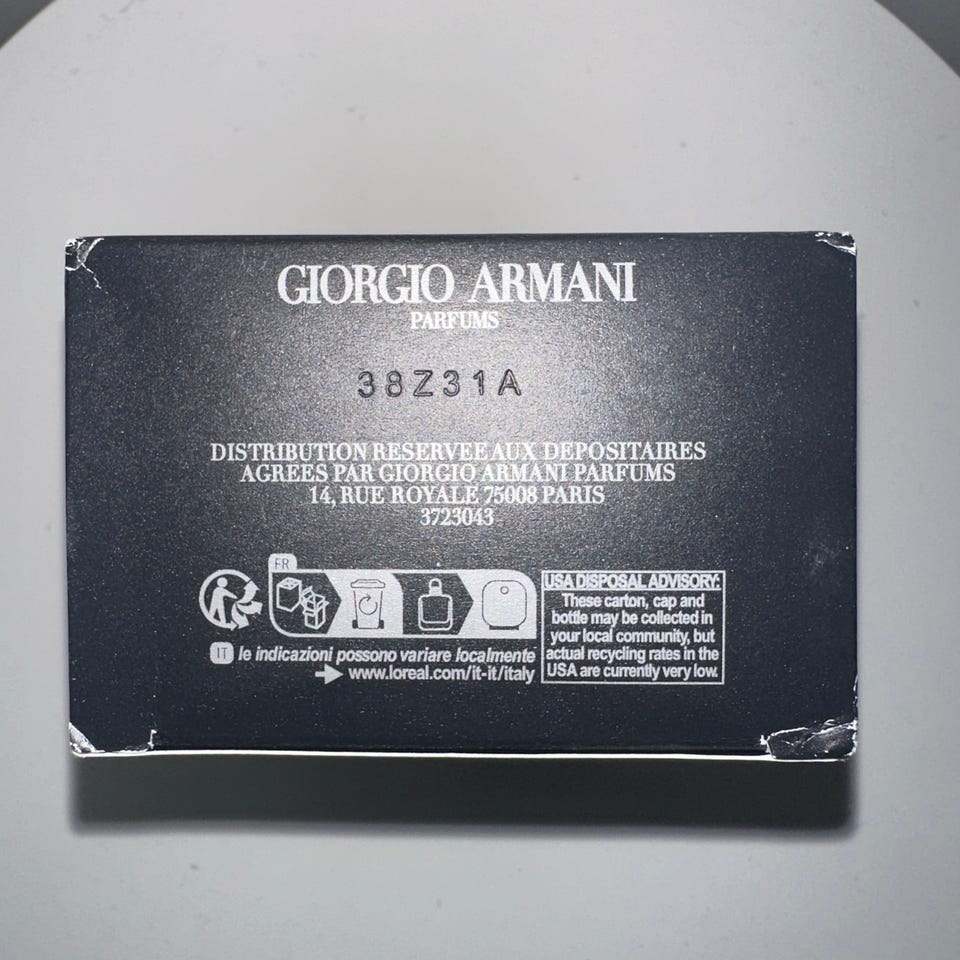 GIORGIO ARMANI
PARFUMS
38Z31A
DISTRIBUTION RESERVEE AUX DEPOSITAIRES
AGREES PAR GIORGIO ARMANI PARFUMS
14, RUE ROYALE 75008 PARIS
3723043
FR
IT le indicazioni possono variare localmente
www.loreal.com/it-it/italy
USA DISPOSAL ADVISORY:
These carton, cap and
bottle may be collected in
your local community, but
actual recycling rates in the
USA are currently very low.